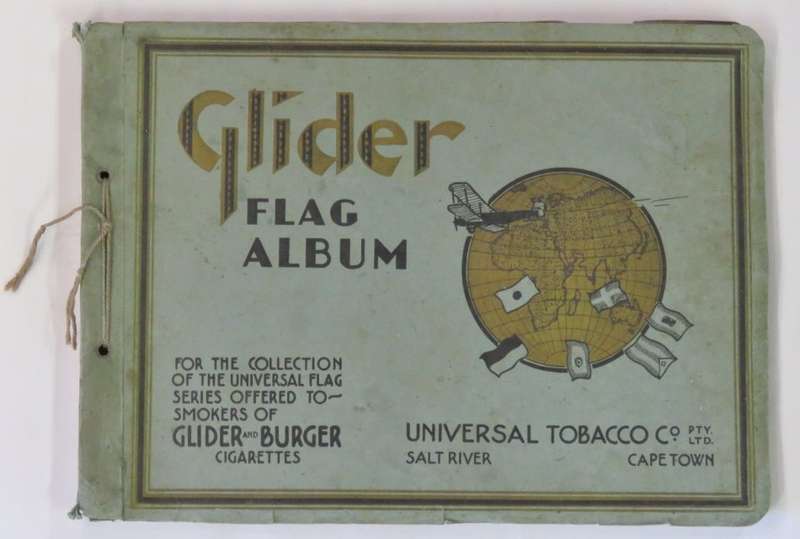 Glider
FLAG
ALBUM
FOR THE COLLECTION
OF THE UNIVERSAL FLAG
SERIES OFFERED TO~
SMOKERS OF
GLIDER AND BURGER
CIGARETTES
UNIVERSAL TOBACCO Co. PTY. LTD.
SALT RIVER CAPE TOWN